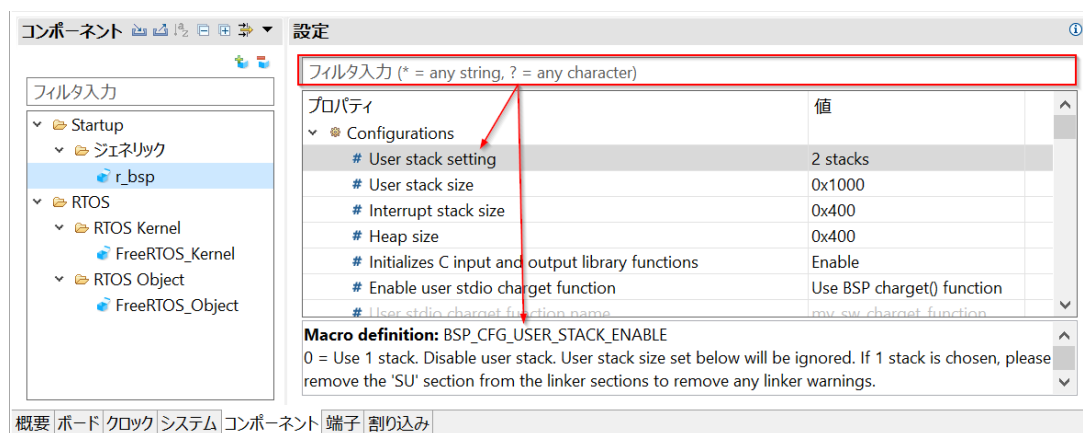 コンポーネント
設定
フィルタ入力
Startup
ジェネリック
r_bsp
RTOS
RTOS Kernel
FreeRTOS_Kernel
RTOS Object
FreeRTOS_Object
フィルタ入力 (* = any string, ? = any character)
プロパティ 値
Configurations
# User stack setting 2 stacks
# User stack size 0x1000
# Interrupt stack size 0x400
# Heap size 0x400
# Initializes C input and output library functions Enable
# Enable user stdio charget function Use BSP charget() function
# User stdio charget function name my_sw_charget_function
Macro definition: BSP_CFG_USER_STACK_ENABLE
0 = Use 1 stack. Disable user stack. User stack size set below will be ignored. If 1 stack is chosen, please
remove the 'SU' section from the linker sections to remove any linker warnings.
概要 ボード クロック システム コンポーネント 端子 割り込み